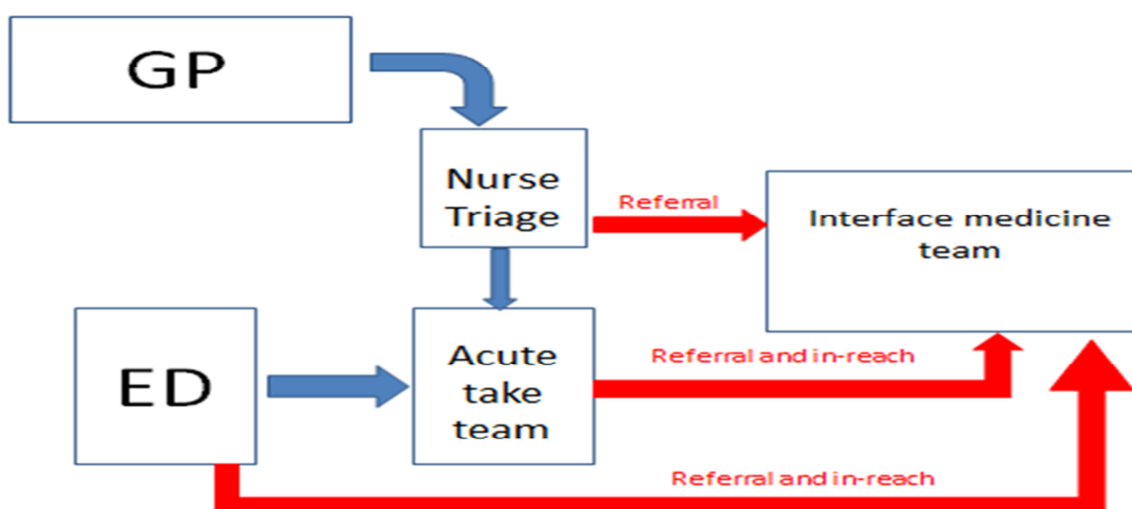 GP
Nurse
Triage
Referral
Interface medicine
team
ED
Acute
take
team
Referral and in-reach
Referral and in-reach